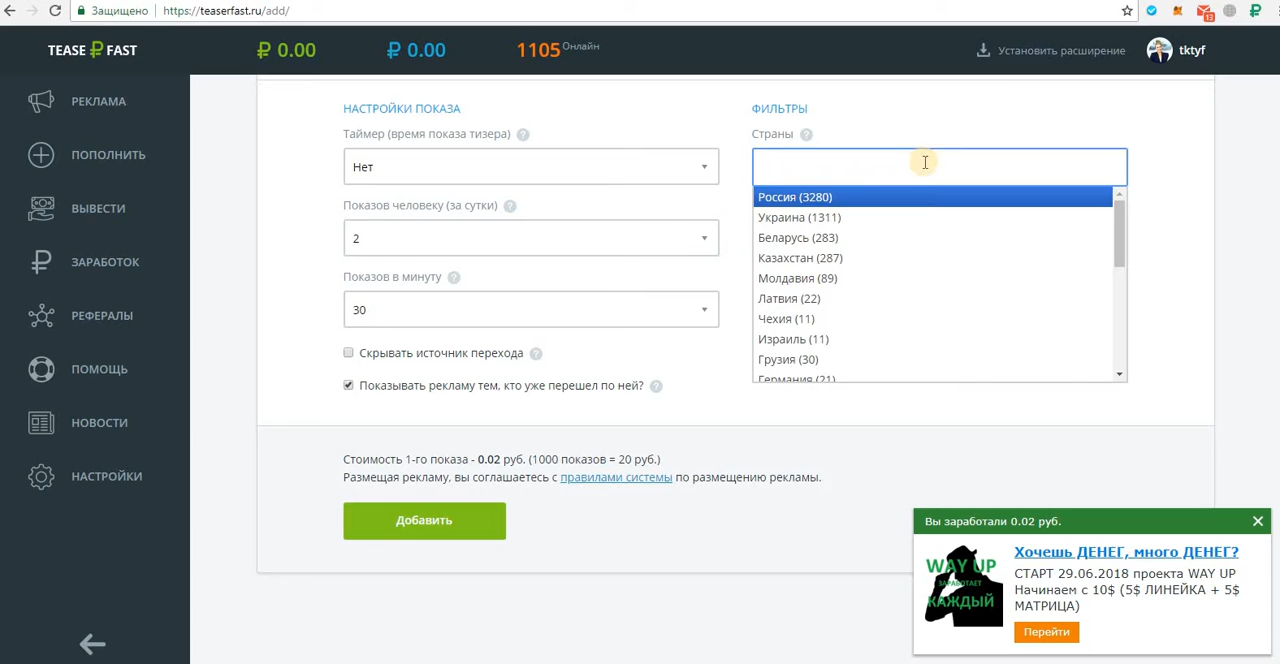 Защищено https://teaserfast.ru/add/
13
TEASE ₽ FAST
₽ 0.00
₽ 0.00
1105 Онлайн
Установить расширение
tktyf
РЕКЛАМА
ПОПОЛНИТЬ
ВЫВЕСТИ
ЗАРАБОТОК
РЕФЕРАЛЫ
ПОМОЩЬ
НОВОСТИ
НАСТРОЙКИ
НАСТРОЙКИ ПОКАЗА
Таймер (время показа тизера) ?
Нет
Показов человеку (за сутки) ?
2
Показов в минуту ?
30
Скрывать источник перехода ?
Показывать рекламу тем, кто уже перешел по ней? ?
ФИЛЬТРЫ
Страны ?
Россия (3280)
Украина (1311)
Беларусь (283)
Казахстан (287)
Молдавия (89)
Латвия (22)
Чехия (11)
Израиль (11)
Грузия (30)
Германия (21)
Стоимость 1-го показа - 0.02 руб. (1000 показов = 20 руб.)
Размещая рекламу, вы соглашаетесь с правилами системы по размещению рекламы.
Добавить
Вы заработали 0.02 руб.
WAY UP
ЗАРАБОТАЕТ
КАЖДЫЙ
Хочешь ДЕНЕГ, много ДЕНЕГ?
СТАРТ 29.06.2018 проекта WAY UP
Начинаем с 10$ (5$ ЛИНЕЙКА + 5$
МАТРИЦА)
Перейти